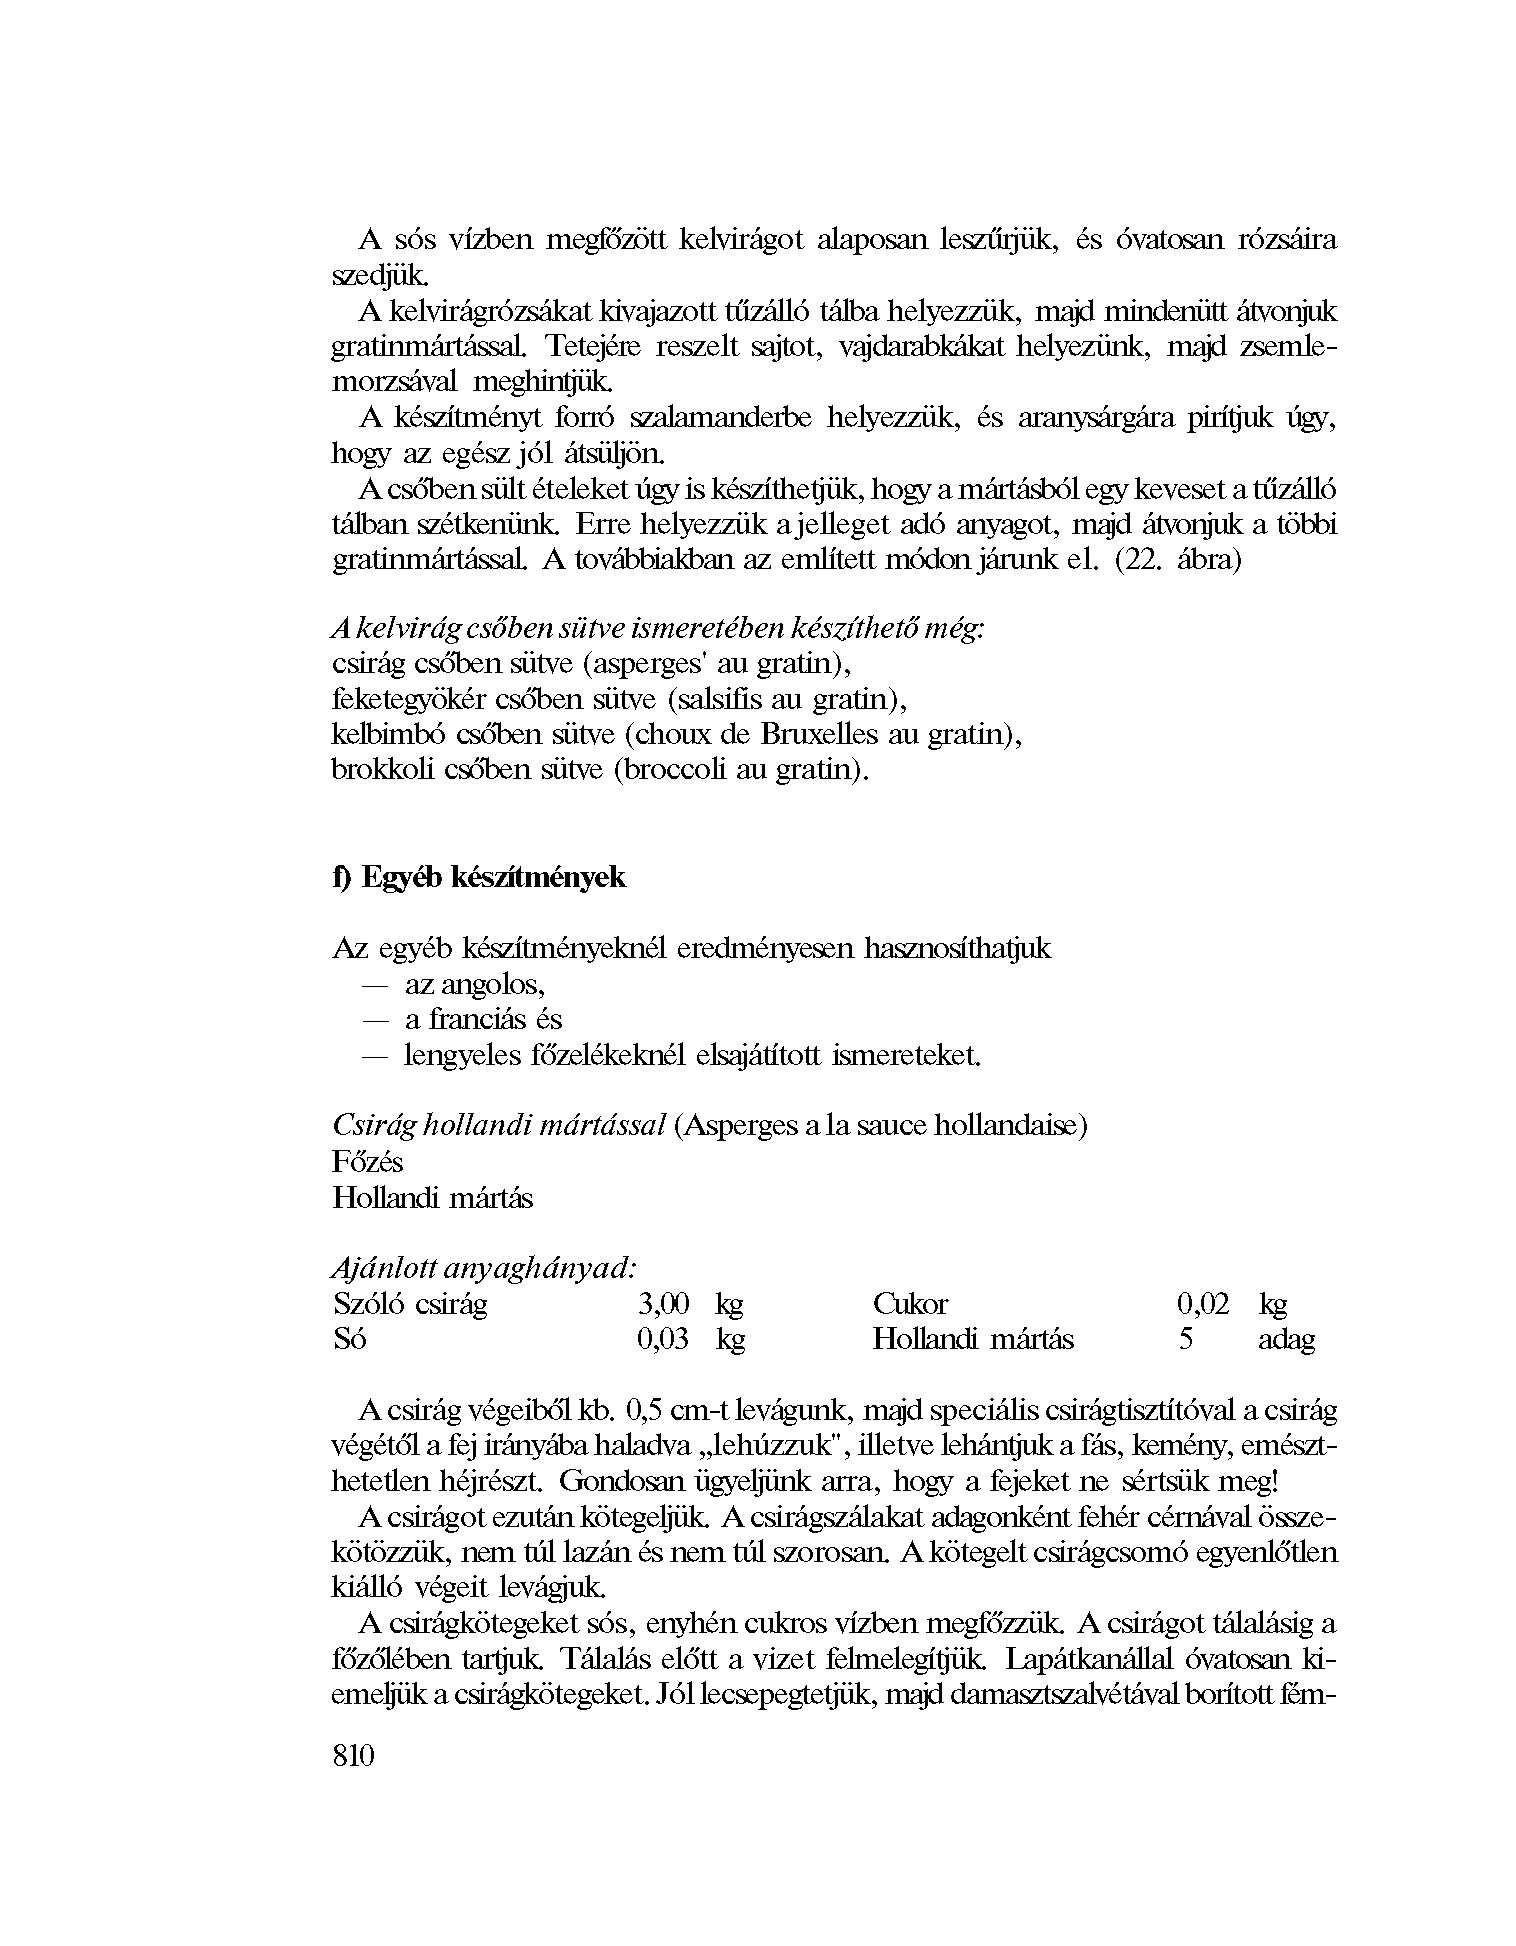 A sós vízben megfőzött kelvirágot alaposan leszűrjük, és óvatosan rózsáira
szedjük.
A kelvirágrózsákat kivajazott tűzálló tálba helyezzük, majd mindenütt átvonjuk
gratinmártással. Tetejére reszelt sajtot, vajdarabkákat helyezünk, majd zsemle-
morzsával meghintjük.
A készítményt forró szalamanderbe helyezzük, és aranysárgára pirítjuk úgy,
hogy az egész jól átsüljön.
A csőben sült ételeket úgy is készíthetjük, hogy a mártásból egy keveset a tűzálló
tálban szétkenünk. Erre helyezzük a jelleget adó anyagot, majd átvonjuk a többi
gratinmártással. A továbbiakban az említett módon járunk el. (22. ábra)
A kelvirág csőben sütve ismeretében készíthető még:
csirág csőben sütve (asperges' au gratin),
feketegyökér csőben sütve (salsifis au gratin),
kelbimbó csőben sütve (choux de Bruxelles au gratin),
brokkoli csőben sütve (broccoli au gratin).
f) Egyéb készítmények
Az egyéb készítményeknél eredményesen hasznosíthatjuk
— az angolos,
— a franciás és
— lengyeles főzelékeknél elsajátított ismereteket.
Csirág hollandi mártással (Asperges a la sauce hollandaise)
Főzés
Hollandi mártás
Ajánlott anyaghányad:
Szóló csirág 3,00 kg Cukor 0,02 kg
Só 0,03 kg Hollandi mártás 5 adag
A csirág végeiből kb. 0,5 cm-t levágunk, majd speciális csirágtisztítóval a csirág
végétől a fej irányába haladva „lehúzzuk", illetve lehántjuk a fás, kemény, emészt-
hetetlen héjrészt. Gondosan ügyeljünk arra, hogy a fejeket ne sértsük meg!
A csirágot ezután kötegeljük. A csirágszálakat adagonként fehér cérnával össze-
kötözzük, nem túl lazán és nem túl szorosan. A kötegelt csirágcsomó egyenlőtlen
kiálló végeit levágjuk.
A csirágkötegeket sós, enyhén cukros vízben megfőzzük. A csirágot tálalásig a
főzőlében tartjuk. Tálalás előtt a vizet felmelegítjük. Lapátkanállal óvatosan ki-
emeljük a csirágkötegeket. Jól lecsepegtetjük, majd damasztszalvétával borított fém-
810